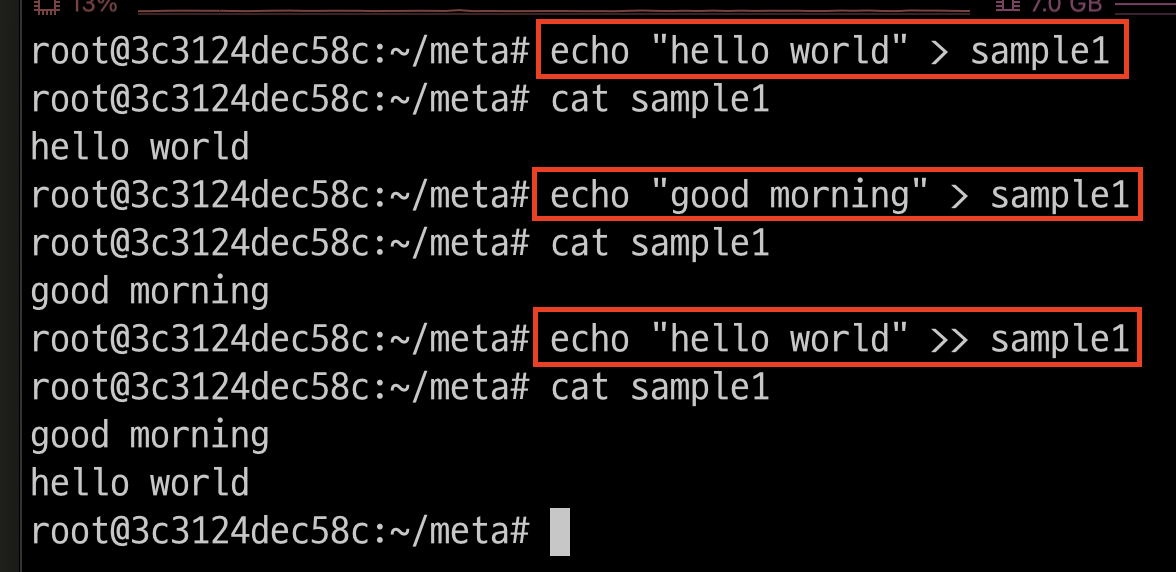 13%
7.0 GB
root@3c3124dec58c:~/meta# echo "hello world" > sample1
root@3c3124dec58c:~/meta# cat sample1
hello world
root@3c3124dec58c:~/meta# echo "good morning" > sample1
root@3c3124dec58c:~/meta# cat sample1
good morning
root@3c3124dec58c:~/meta# echo "hello world" >> sample1
root@3c3124dec58c:~/meta# cat sample1
good morning
hello world
root@3c3124dec58c:~/meta#